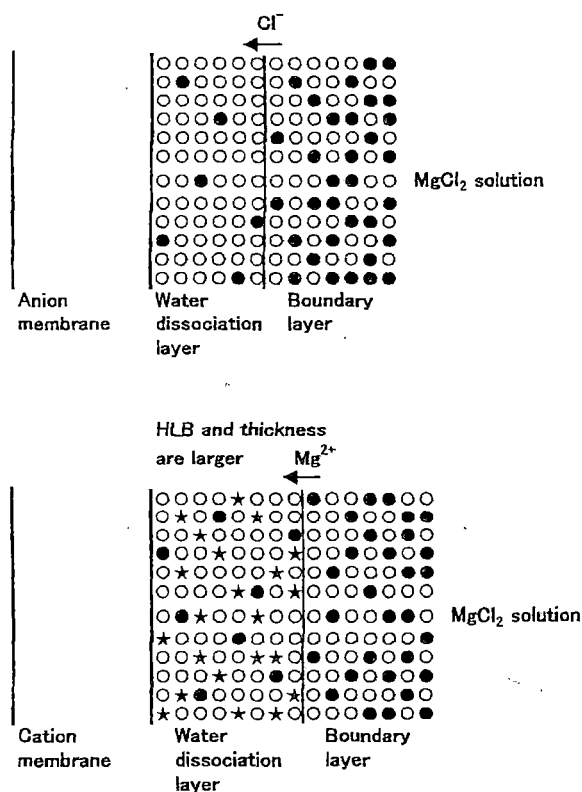 Cl⁻
MgCl₂ solution
Anion
membrane
Water
dissociation
layer
Boundary
layer
HLB and thickness
are larger
Mg²⁺
MgCl₂ solution
Cation
membrane
Water
dissociation
layer
Boundary
layer